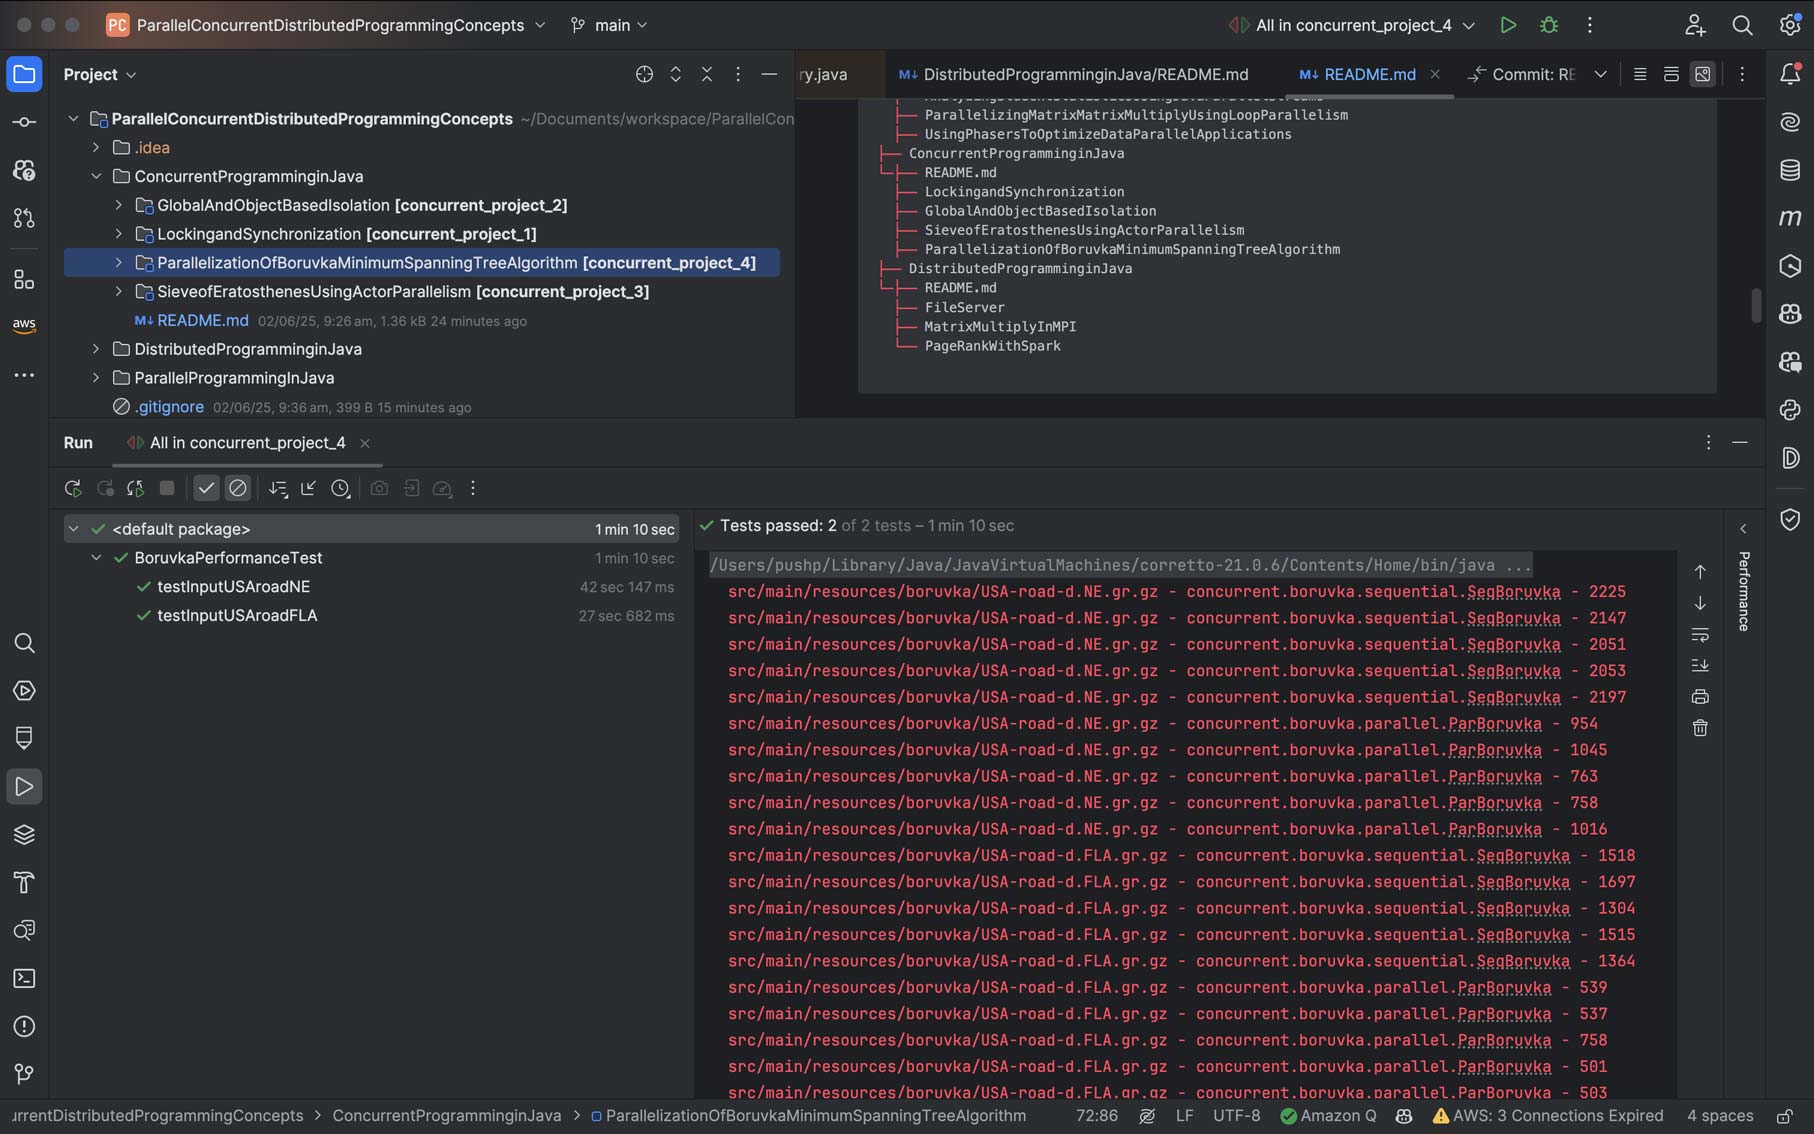 PC ParallelConcurrentDistributedProgrammingConcepts main All in concurrent_project_4
Project
ry.java DistributedProgramminginJava/README.md README.md Commit: RE
ParallelConcurrentDistributedProgrammingConcepts ~/Documents/workspace/ParallelCon
.idea
ConcurrentProgramminginJava
GlobalAndObjectBasedIsolation [concurrent_project_2]
LockingandSynchronization [concurrent_project_1]
ParallelizationOfBoruvkaMinimumSpanningTreeAlgorithm [concurrent_project_4]
SieveofEratosthenesUsingActorParallelism [concurrent_project_3]
README.md 02/06/25, 9:26 am, 1.36 kB 24 minutes ago
DistributedProgramminginJava
ParallelProgrammingInJava
.gitignore 02/06/25, 9:36 am, 399 B 15 minutes ago
aws
ParallelizingMatrixMatrixMultiplyUsingLoopParallelism
UsingPhasersToOptimizeDataParallelApplications
ConcurrentProgramminginJava
README.md
LockingandSynchronization
GlobalAndObjectBasedIsolation
SieveofEratosthenesUsingActorParallelism
ParallelizationOfBoruvkaMinimumSpanningTreeAlgorithm
DistributedProgramminginJava
README.md
FileServer
MatrixMultiplyInMPI
PageRankWithSpark
Run All in concurrent_project_4
<default package> 1 min 10 sec
BoruvkaPerformanceTest 1 min 10 sec
testInputUSAroadNE 42 sec 147 ms
testInputUSAroadFLA 27 sec 682 ms
Tests passed: 2 of 2 tests – 1 min 10 sec
/Users/pushp/Library/Java/JavaVirtualMachines/corretto-21.0.6/Contents/Home/bin/java ...
src/main/resources/boruvka/USA-road-d.NE.gr.gz - concurrent.boruvka.sequential.SeqBoruvka - 2225
src/main/resources/boruvka/USA-road-d.NE.gr.gz - concurrent.boruvka.sequential.SeqBoruvka - 2147
src/main/resources/boruvka/USA-road-d.NE.gr.gz - concurrent.boruvka.sequential.SeqBoruvka - 2051
src/main/resources/boruvka/USA-road-d.NE.gr.gz - concurrent.boruvka.sequential.SeqBoruvka - 2053
src/main/resources/boruvka/USA-road-d.NE.gr.gz - concurrent.boruvka.sequential.SeqBoruvka - 2197
src/main/resources/boruvka/USA-road-d.NE.gr.gz - concurrent.boruvka.parallel.ParBoruvka - 954
src/main/resources/boruvka/USA-road-d.NE.gr.gz - concurrent.boruvka.parallel.ParBoruvka - 1045
src/main/resources/boruvka/USA-road-d.NE.gr.gz - concurrent.boruvka.parallel.ParBoruvka - 763
src/main/resources/boruvka/USA-road-d.NE.gr.gz - concurrent.boruvka.parallel.ParBoruvka - 758
src/main/resources/boruvka/USA-road-d.NE.gr.gz - concurrent.boruvka.parallel.ParBoruvka - 1016
src/main/resources/boruvka/USA-road-d.FLA.gr.gz - concurrent.boruvka.sequential.SeqBoruvka - 1518
src/main/resources/boruvka/USA-road-d.FLA.gr.gz - concurrent.boruvka.sequential.SeqBoruvka - 1697
src/main/resources/boruvka/USA-road-d.FLA.gr.gz - concurrent.boruvka.sequential.SeqBoruvka - 1304
src/main/resources/boruvka/USA-road-d.FLA.gr.gz - concurrent.boruvka.sequential.SeqBoruvka - 1515
src/main/resources/boruvka/USA-road-d.FLA.gr.gz - concurrent.boruvka.sequential.SeqBoruvka - 1364
src/main/resources/boruvka/USA-road-d.FLA.gr.gz - concurrent.boruvka.parallel.ParBoruvka - 539
src/main/resources/boruvka/USA-road-d.FLA.gr.gz - concurrent.boruvka.parallel.ParBoruvka - 537
src/main/resources/boruvka/USA-road-d.FLA.gr.gz - concurrent.boruvka.parallel.ParBoruvka - 758
src/main/resources/boruvka/USA-road-d.FLA.gr.gz - concurrent.boruvka.parallel.ParBoruvka - 501
src/main/resources/boruvka/USA-road-d.FLA.gr.gz - concurrent.boruvka.parallel.ParBoruvka - 503
Performance
urrentDistributedProgrammingConcepts > ConcurrentProgramminginJava > ParallelizationOfBoruvkaMinimumSpanningTreeAlgorithm 72:86 LF UTF-8 Amazon Q AWS: 3 Connections Expired 4 spaces